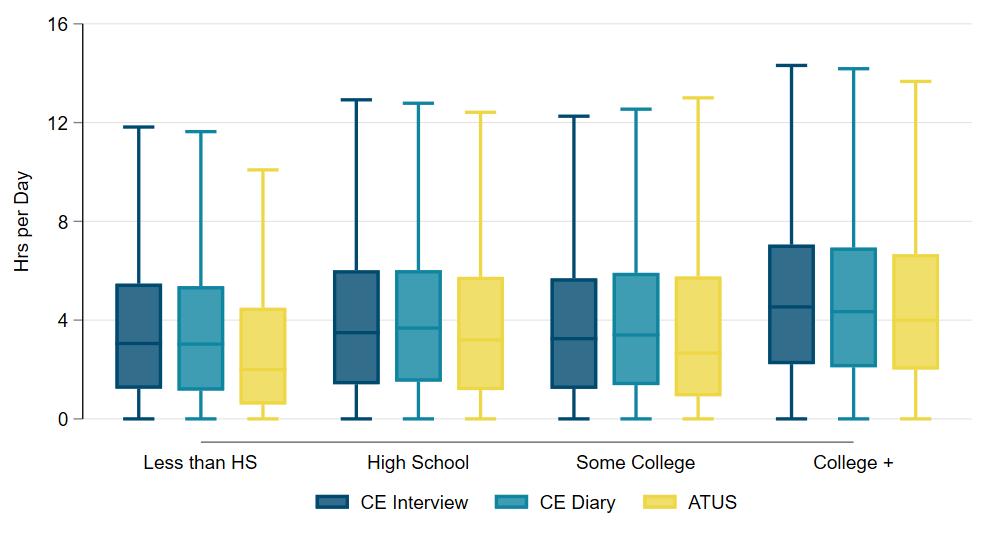 16
12
8
4
0
Hrs per Day
Less than HS
High School
Some College
College +
CE Interview
CE Diary
ATUS